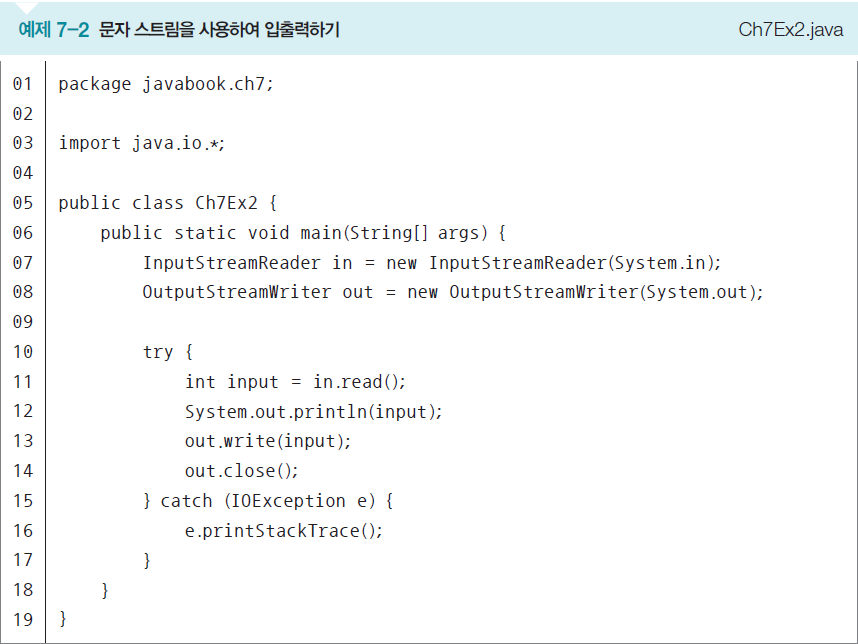 예제 7-2 문자 스트림을 사용하여 입출력하기 Ch7Ex2.java
01 package javabook.ch7;
02
03 import java.io.*;
04
05 public class Ch7Ex2 {
06     public static void main(String[] args) {
07         InputStreamReader in = new InputStreamReader(System.in);
08         OutputStreamWriter out = new OutputStreamWriter(System.out);
09
10         try {
11             int input = in.read();
12             System.out.println(input);
13             out.write(input);
14             out.close();
15         } catch (IOException e) {
16             e.printStackTrace();
17         }
18     }
19 }